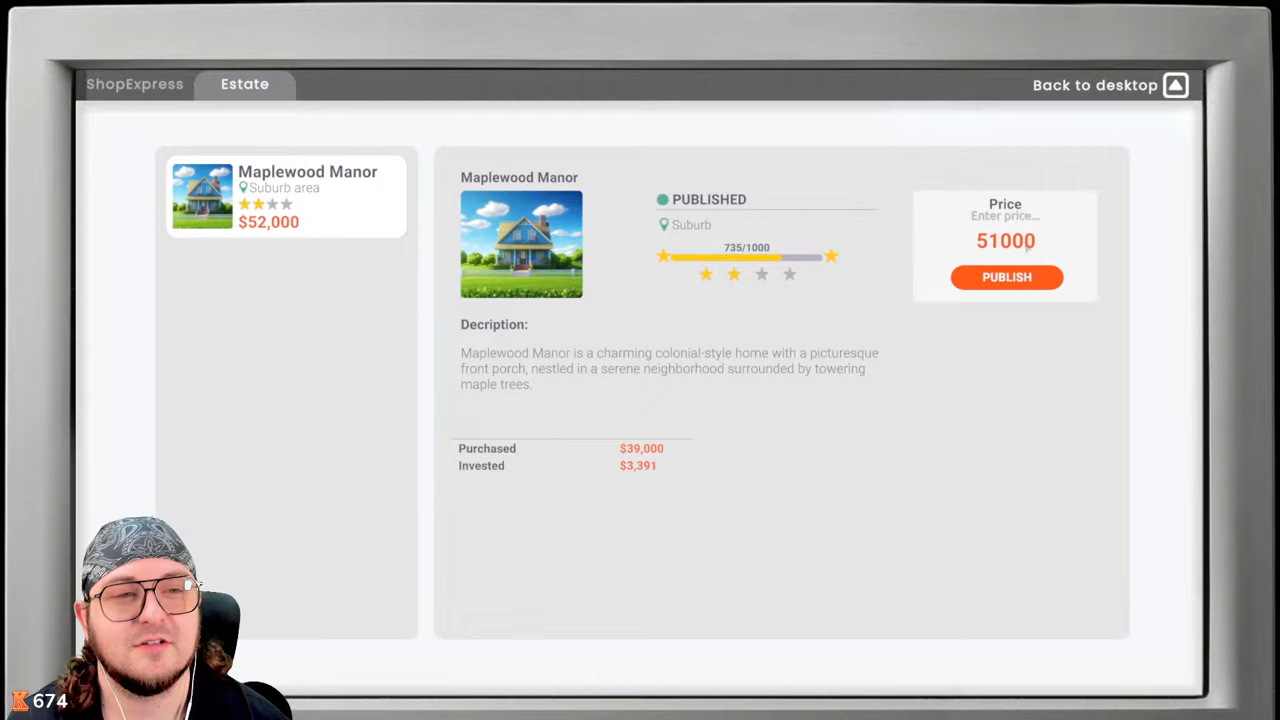 ShopExpress
Estate
Back to desktop
Maplewood Manor
Suburb area
$52,000
Maplewood Manor
PUBLISHED
Suburb
735/1000
Price
Enter price...
51000
PUBLISH
Decription:
Maplewood Manor is a charming colonial-style home with a picturesque
front porch, nestled in a serene neighborhood surrounded by towering
maple trees.
Purchased $39,000
Invested $3,391
K 674